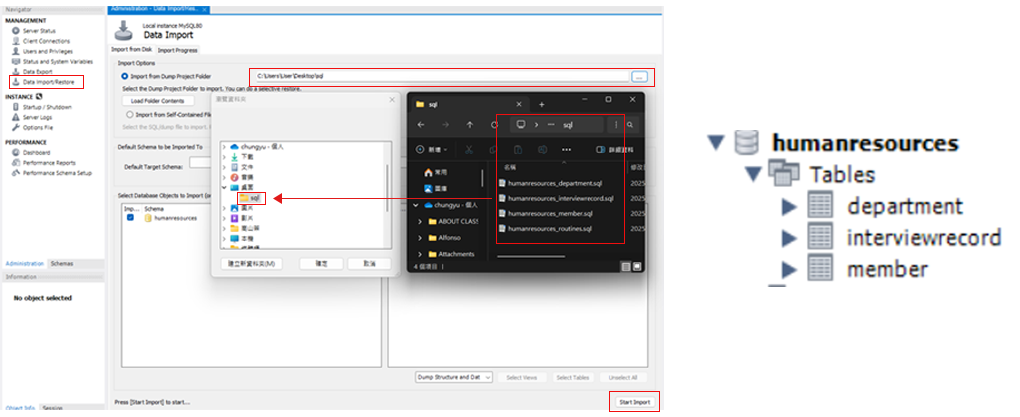 Navigator
MANAGEMENT
Server Status
Client Connections
Users and Privileges
Status and System Variables
Data Export
Data Import/Restore
INSTANCE
Startup / Shutdown
Server Logs
Options File
PERFORMANCE
Dashboard
Performance Reports
Performance Schema Setup
Administration
Schemas
Information
No object selected
Object Info
Session
Administration - Data Import/Res...
Local instance MySQL80
Data Import
Import from Disk
Import Progress
Import Options
Import from Dump Project Folder
C:\Users\User\Desktop\sql
...
Select the Dump Project Folder to import. You can do a selective restore.
Load Folder Contents
Import from Self-Contained File
Select the SQL/dump file to import.
Default Schema to be Imported To
Default Target Schema:
Select Database Objects to Import
Imp...
Schema
humanresources
瀏覽資料夾
chungyu - 個人
下載
文件
音樂
桌面
sql
圖片
影片
本機
建立新資料夾(M)
確定
取消
sql
sql
新增
詳細資料
常用
圖庫
chungyu - 個人
ABOUT CLASS
Alfonso
Attachments
名稱
修改日
humanresources_department.sql
2025
humanresources_interviewrecord.sql
2025
humanresources_member.sql
2025
humanresources_routines.sql
2025
4 個項目
Dump Structure and Dat
Select Views
Select Tables
Unselect All
Press [Start Import] to start...
Start Import
humanresources
Tables
department
interviewrecord
member